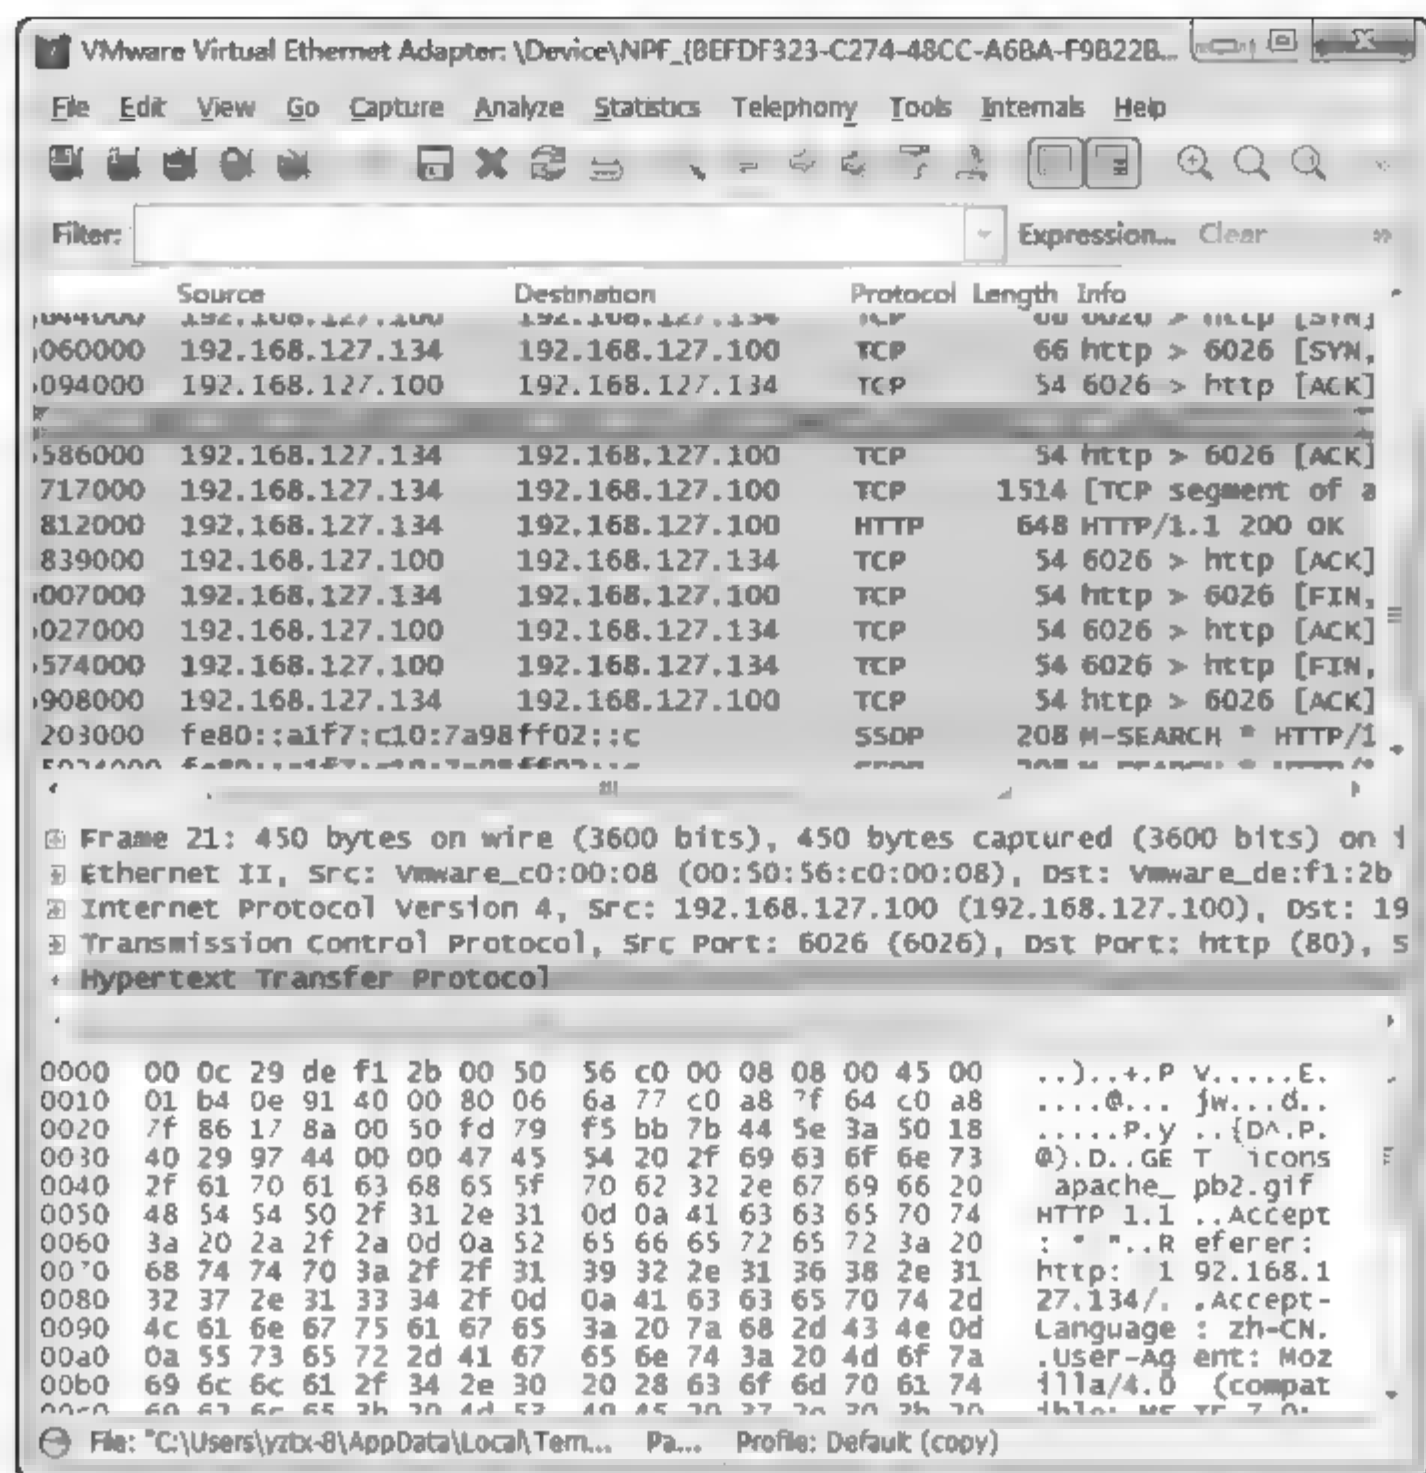 VMware Virtual Ethernet Adapter: \Device\NPF_{BEFDF323-C274-48CC-A6BA-F9B22B...
File Edit View Go Capture Analyze Statistics Telephony Tools Internals Help
Filter: Expression... Clear
Source Destination Protocol Length Info
060000 192.168.127.134 192.168.127.100 TCP 66 http > 6026 [SYN,
094000 192.168.127.100 192.168.127.134 TCP 54 6026 > http [ACK]
586000 192.168.127.134 192.168.127.100 TCP 54 http > 6026 [ACK]
717000 192.168.127.134 192.168.127.100 TCP 1514 [TCP segment of a
812000 192.168.127.134 192.168.127.100 HTTP 648 HTTP/1.1 200 OK
839000 192.168.127.100 192.168.127.134 TCP 54 6026 > http [ACK]
007000 192.168.127.134 192.168.127.100 TCP 54 http > 6026 [FIN,
027000 192.168.127.100 192.168.127.134 TCP 54 6026 > http [ACK]
574000 192.168.127.100 192.168.127.134 TCP 54 6026 > http [FIN,
908000 192.168.127.134 192.168.127.100 TCP 54 http > 6026 [ACK]
203000 fe80::a1f7:c10:7a98ff02::c SSDP 208 M-SEARCH * HTTP/1
Frame 21: 450 bytes on wire (3600 bits), 450 bytes captured (3600 bits) on i
Ethernet II, Src: Vmware_c0:00:08 (00:50:56:c0:00:08), Dst: Vmware_de:f1:2b
Internet Protocol Version 4, Src: 192.168.127.100 (192.168.127.100), Dst: 19
Transmission Control Protocol, Src Port: 6026 (6026), Dst Port: http (80), S
Hypertext Transfer Protocol
0000 00 0c 29 de f1 2b 00 50 56 c0 00 08 08 00 45 00 ..)..+.P V.....E.
0010 01 b4 0e 91 40 00 80 06 6a 77 c0 a8 7f 64 c0 a8 ....@... jw...d..
0020 7f 86 17 8a 00 50 fd 79 f5 bb 7b 44 5e 3a 50 18 .....P.y ..{D^.P.
0030 40 29 97 44 00 00 47 45 54 20 2f 69 63 6f 6e 73 @).D..GE T icons
0040 2f 61 70 61 63 68 65 5f 70 62 32 2e 67 69 66 20 apache_ pb2.gif
0050 48 54 54 50 2f 31 2e 31 0d 0a 41 63 63 65 70 74 HTTP 1.1 ..Accept
0060 3a 20 2a 2f 2a 0d 0a 52 65 66 65 72 65 72 3a 20 : * *..R eferer:
0070 68 74 74 70 3a 2f 2f 31 39 32 2e 31 36 38 2e 31 http: 1 92.168.1
0080 32 37 2e 31 33 34 2f 0d 0a 41 63 63 65 70 74 2d 27.134/. .Accept-
0090 4c 61 6e 67 75 61 67 65 3a 20 7a 68 2d 43 4e 0d Language : zh-CN.
00a0 0a 55 73 65 72 2d 41 67 65 6e 74 3a 20 4d 6f 7a .User-Ag ent: Moz
00b0 69 6c 6c 61 2f 34 2e 30 20 28 63 6f 6d 70 61 74 illa/4.0 (compat
File: "C:\Users\yztx-8\AppData\Local\Tem... Pa... Profile: Default (copy)